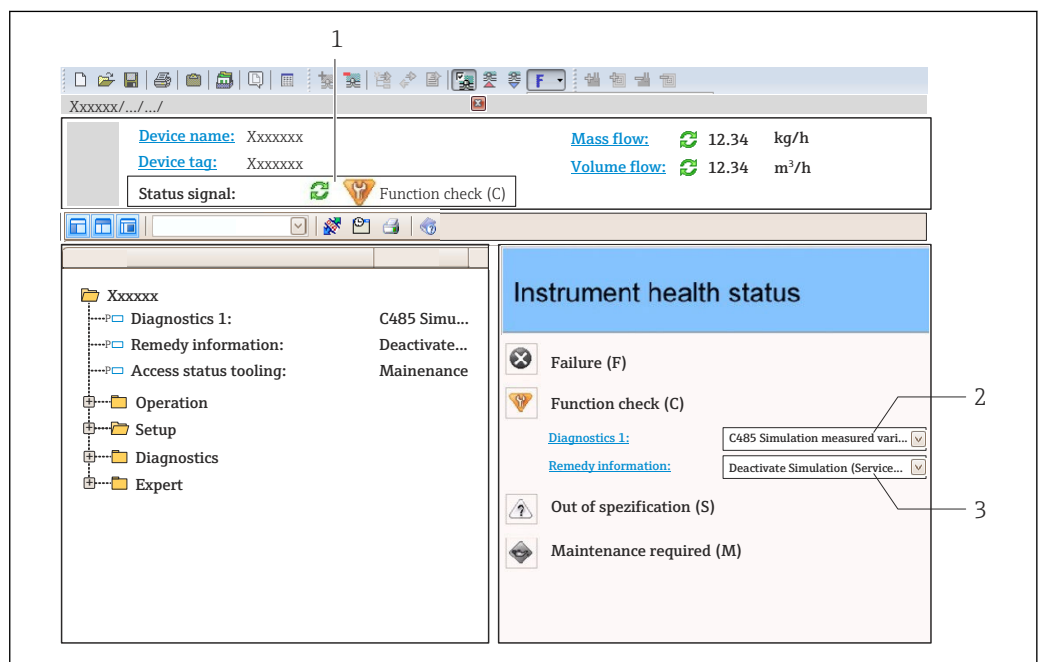 1
F
Xxxxxx/.../.../
Device name: Xxxxxxx
Mass flow: 12.34 kg/h
Device tag: Xxxxxxx
Volume flow: 12.34 m³/h
Status signal: Function check (C)
Xxxxxx
Diagnostics 1: C485 Simu...
Remedy information: Deactivate...
Access status tooling: Mainenance
Operation
Setup
Diagnostics
Expert
Instrument health status
Failure (F)
Function check (C)
2
Diagnostics 1: C485 Simulation measured vari...
Remedy information: Deactivate Simulation (Service...
Out of spezification (S)
3
Maintenance required (M)